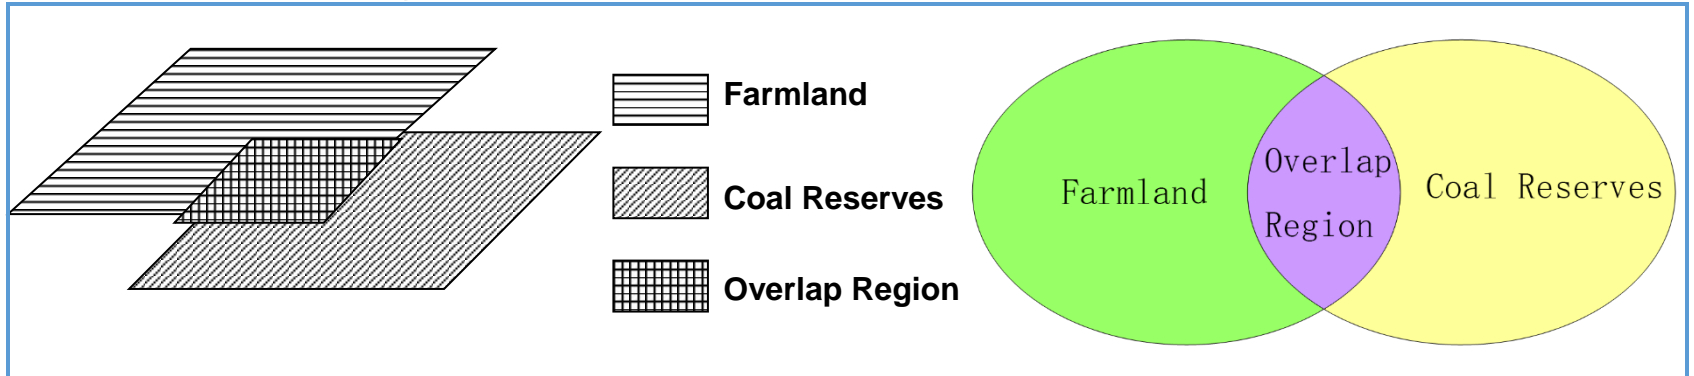 Farmland
Coal Reserves
Overlap Region
Farmland
Overlap
Region
Coal Reserves